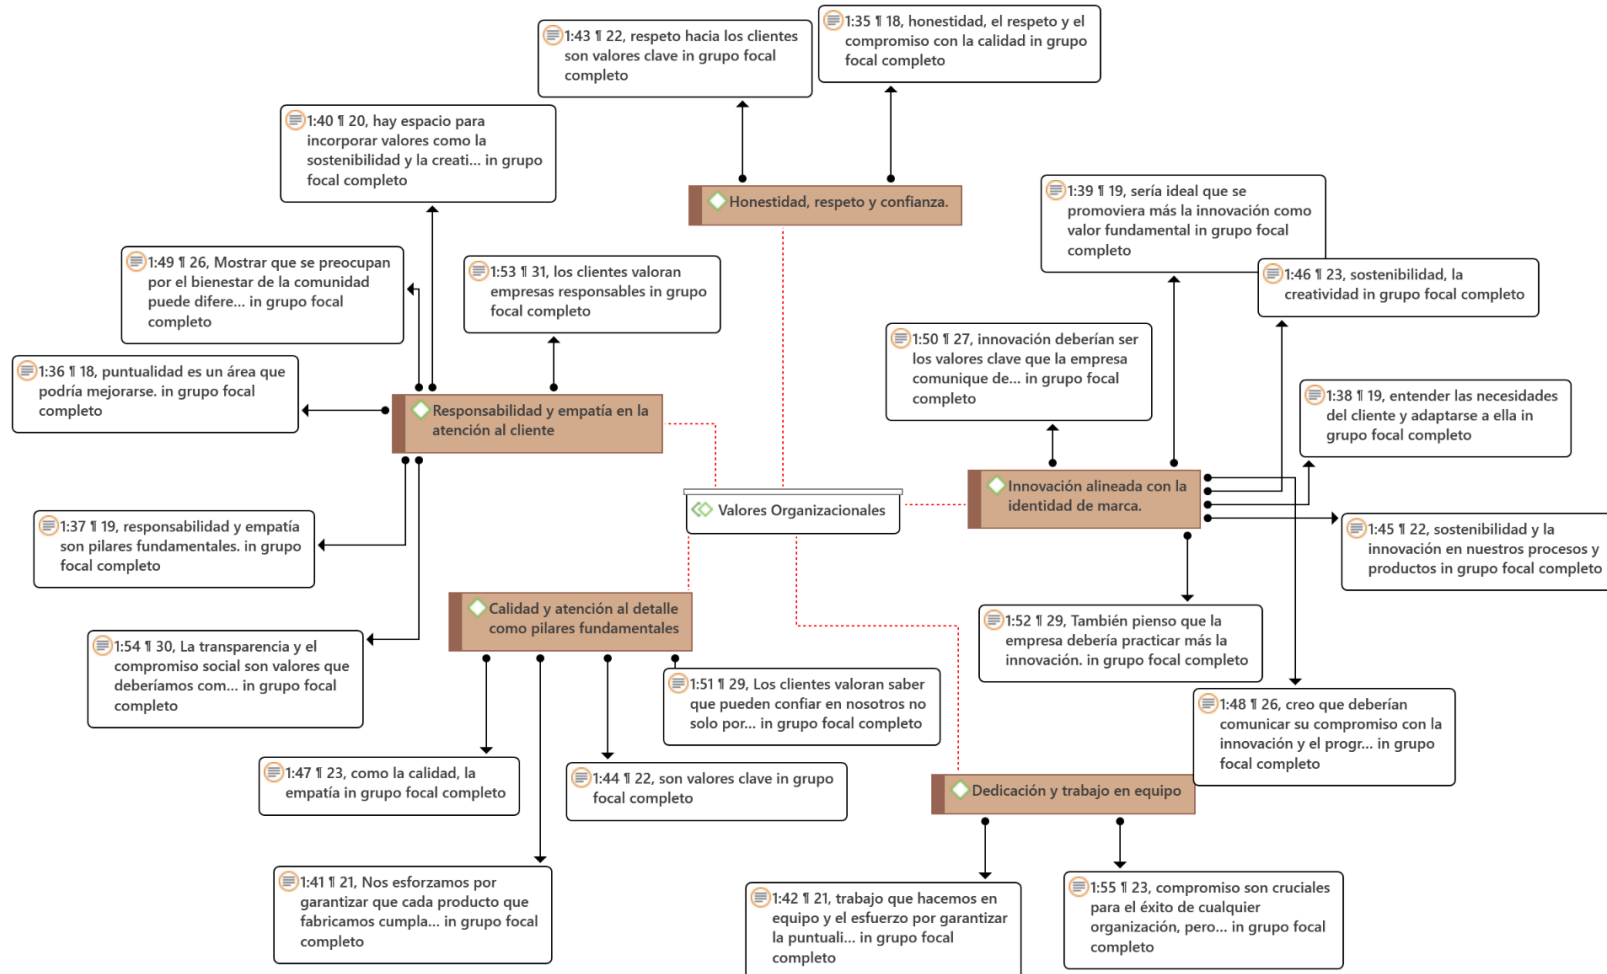 1:35 ¶ 18, honestidad, el respeto y el
compromiso con la calidad in grupo
focal completo
1:43 ¶ 22, respeto hacia los clientes
son valores clave in grupo focal
completo
1:40 ¶ 20, hay espacio para
incorporar valores como la
sostenibilidad y la creati... in grupo
focal completo
Honestidad, respeto y confianza.
1:39 ¶ 19, sería ideal que se
promoviera más la innovación como
valor fundamental in grupo focal
completo
1:49 ¶ 26, Mostrar que se preocupan
por el bienestar de la comunidad
puede difere... in grupo focal
completo
1:53 ¶ 31, los clientes valoran
empresas responsables in grupo
focal completo
1:46 ¶ 23, sostenibilidad, la
creatividad in grupo focal completo
1:50 ¶ 27, innovación deberían ser
los valores clave que la empresa
comunique de... in grupo focal
completo
1:36 ¶ 18, puntualidad es un área que
podría mejorarse. in grupo focal
completo
1:38 ¶ 19, entender las necesidades
del cliente y adaptarse a ella in
grupo focal completo
Responsabilidad y empatía en la
atención al cliente
Innovación alineada con la
identidad de marca.
Valores Organizacionales
1:37 ¶ 19, responsabilidad y empatía
son pilares fundamentales. in grupo
focal completo
1:45 ¶ 22, sostenibilidad y la
innovación en nuestros procesos y
productos in grupo focal completo
Calidad y atención al detalle
como pilares fundamentales
1:52 ¶ 29, También pienso que la
empresa debería practicar más la
innovación. in grupo focal completo
1:54 ¶ 30, La transparencia y el
compromiso social son valores que
deberíamos com... in grupo focal
completo
1:51 ¶ 29, Los clientes valoran saber
que pueden confiar en nosotros no
solo por... in grupo focal completo
1:48 ¶ 26, creo que deberían
comunicar su compromiso con la
innovación y el progr... in grupo
focal completo
1:47 ¶ 23, como la calidad, la
empatía in grupo focal completo
1:44 ¶ 22, son valores clave in grupo
focal completo
Dedicación y trabajo en equipo
1:41 ¶ 21, Nos esforzamos por
garantizar que cada producto que
fabricamos cumpla... in grupo focal
completo
1:42 ¶ 21, trabajo que hacemos en
equipo y el esfuerzo por garantizar
la puntuali... in grupo focal
completo
1:55 ¶ 23, compromiso son cruciales
para el éxito de cualquier
organización, pero... in grupo focal
completo